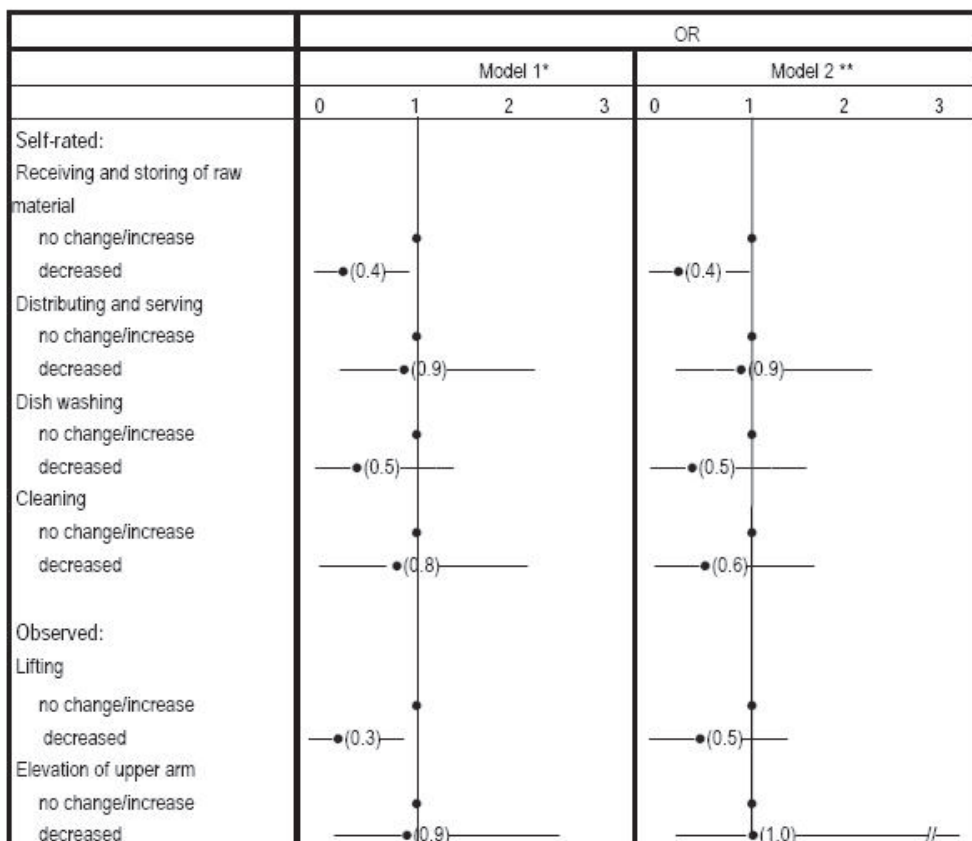 OR
Model 1* Model 2 **
0 1 2 3 0 1 2 3
Self-rated:
Receiving and storing of raw
material
no change/increase
decreased (0.4) (0.4)
Distributing and serving
no change/increase
decreased (0.9) (0.9)
Dish washing
no change/increase
decreased (0.5) (0.5)
Cleaning
no change/increase
decreased (0.8) (0.6)
Observed:
Lifting
no change/increase
decreased (0.3) (0.5)
Elevation of upper arm
no change/increase
decreased (0.9) (1.0) //